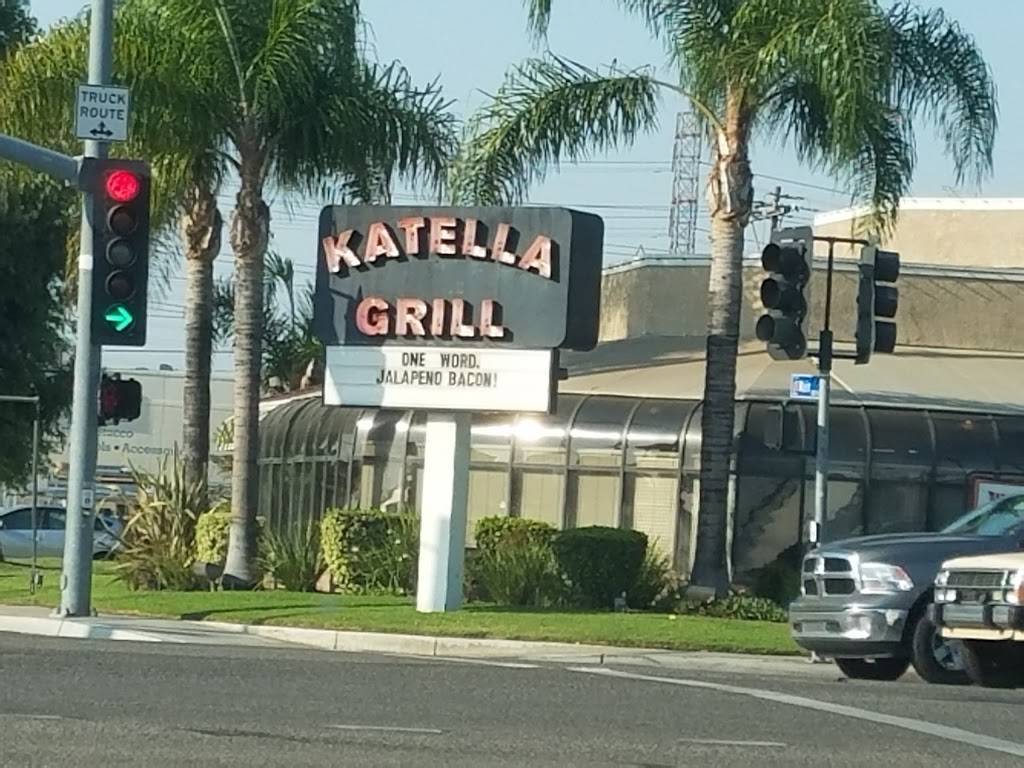 TRUCK
ROUTE
KATELLA
GRILL
ONE WORD.
JALAPENO BACON!